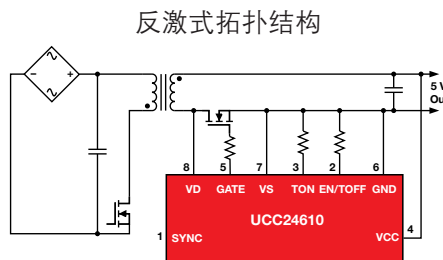 反激式拓扑结构
5 V
Ou
8 5 7 3 2 6
VD GATE VS TON EN/TOFF GND
UCC24610
1 SYNC VCC 4